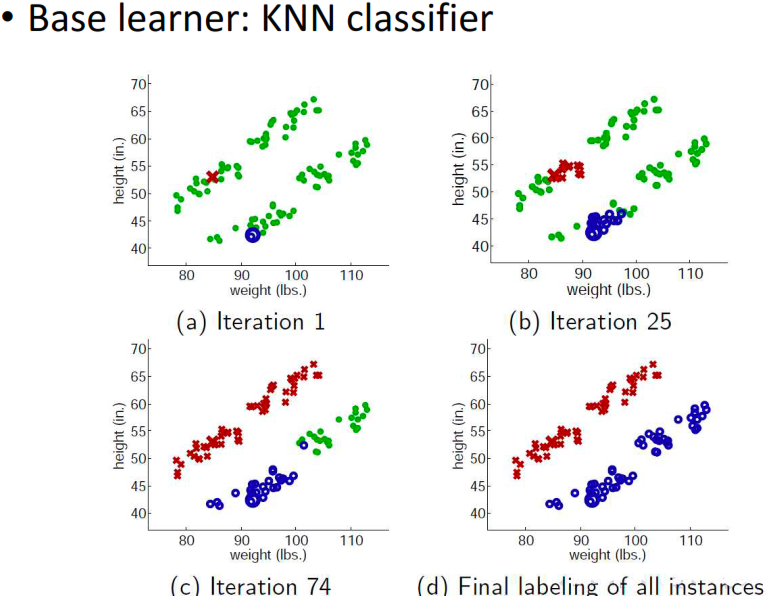 • Base learner: KNN classifier
70
65
60
55
50
45
40
height (in.)
80 90 100 110
weight (lbs.)
(a) Iteration 1
70
65
60
55
50
45
40
height (in.)
80 90 100 110
weight (lbs.)
(b) Iteration 25
70
65
60
55
50
45
40
height (in.)
80 90 100 110
weight (lbs.)
(c) Iteration 74
70
65
60
55
50
45
40
height (in.)
80 90 100 110
weight (lbs.)
(d) Final labeling of all instances